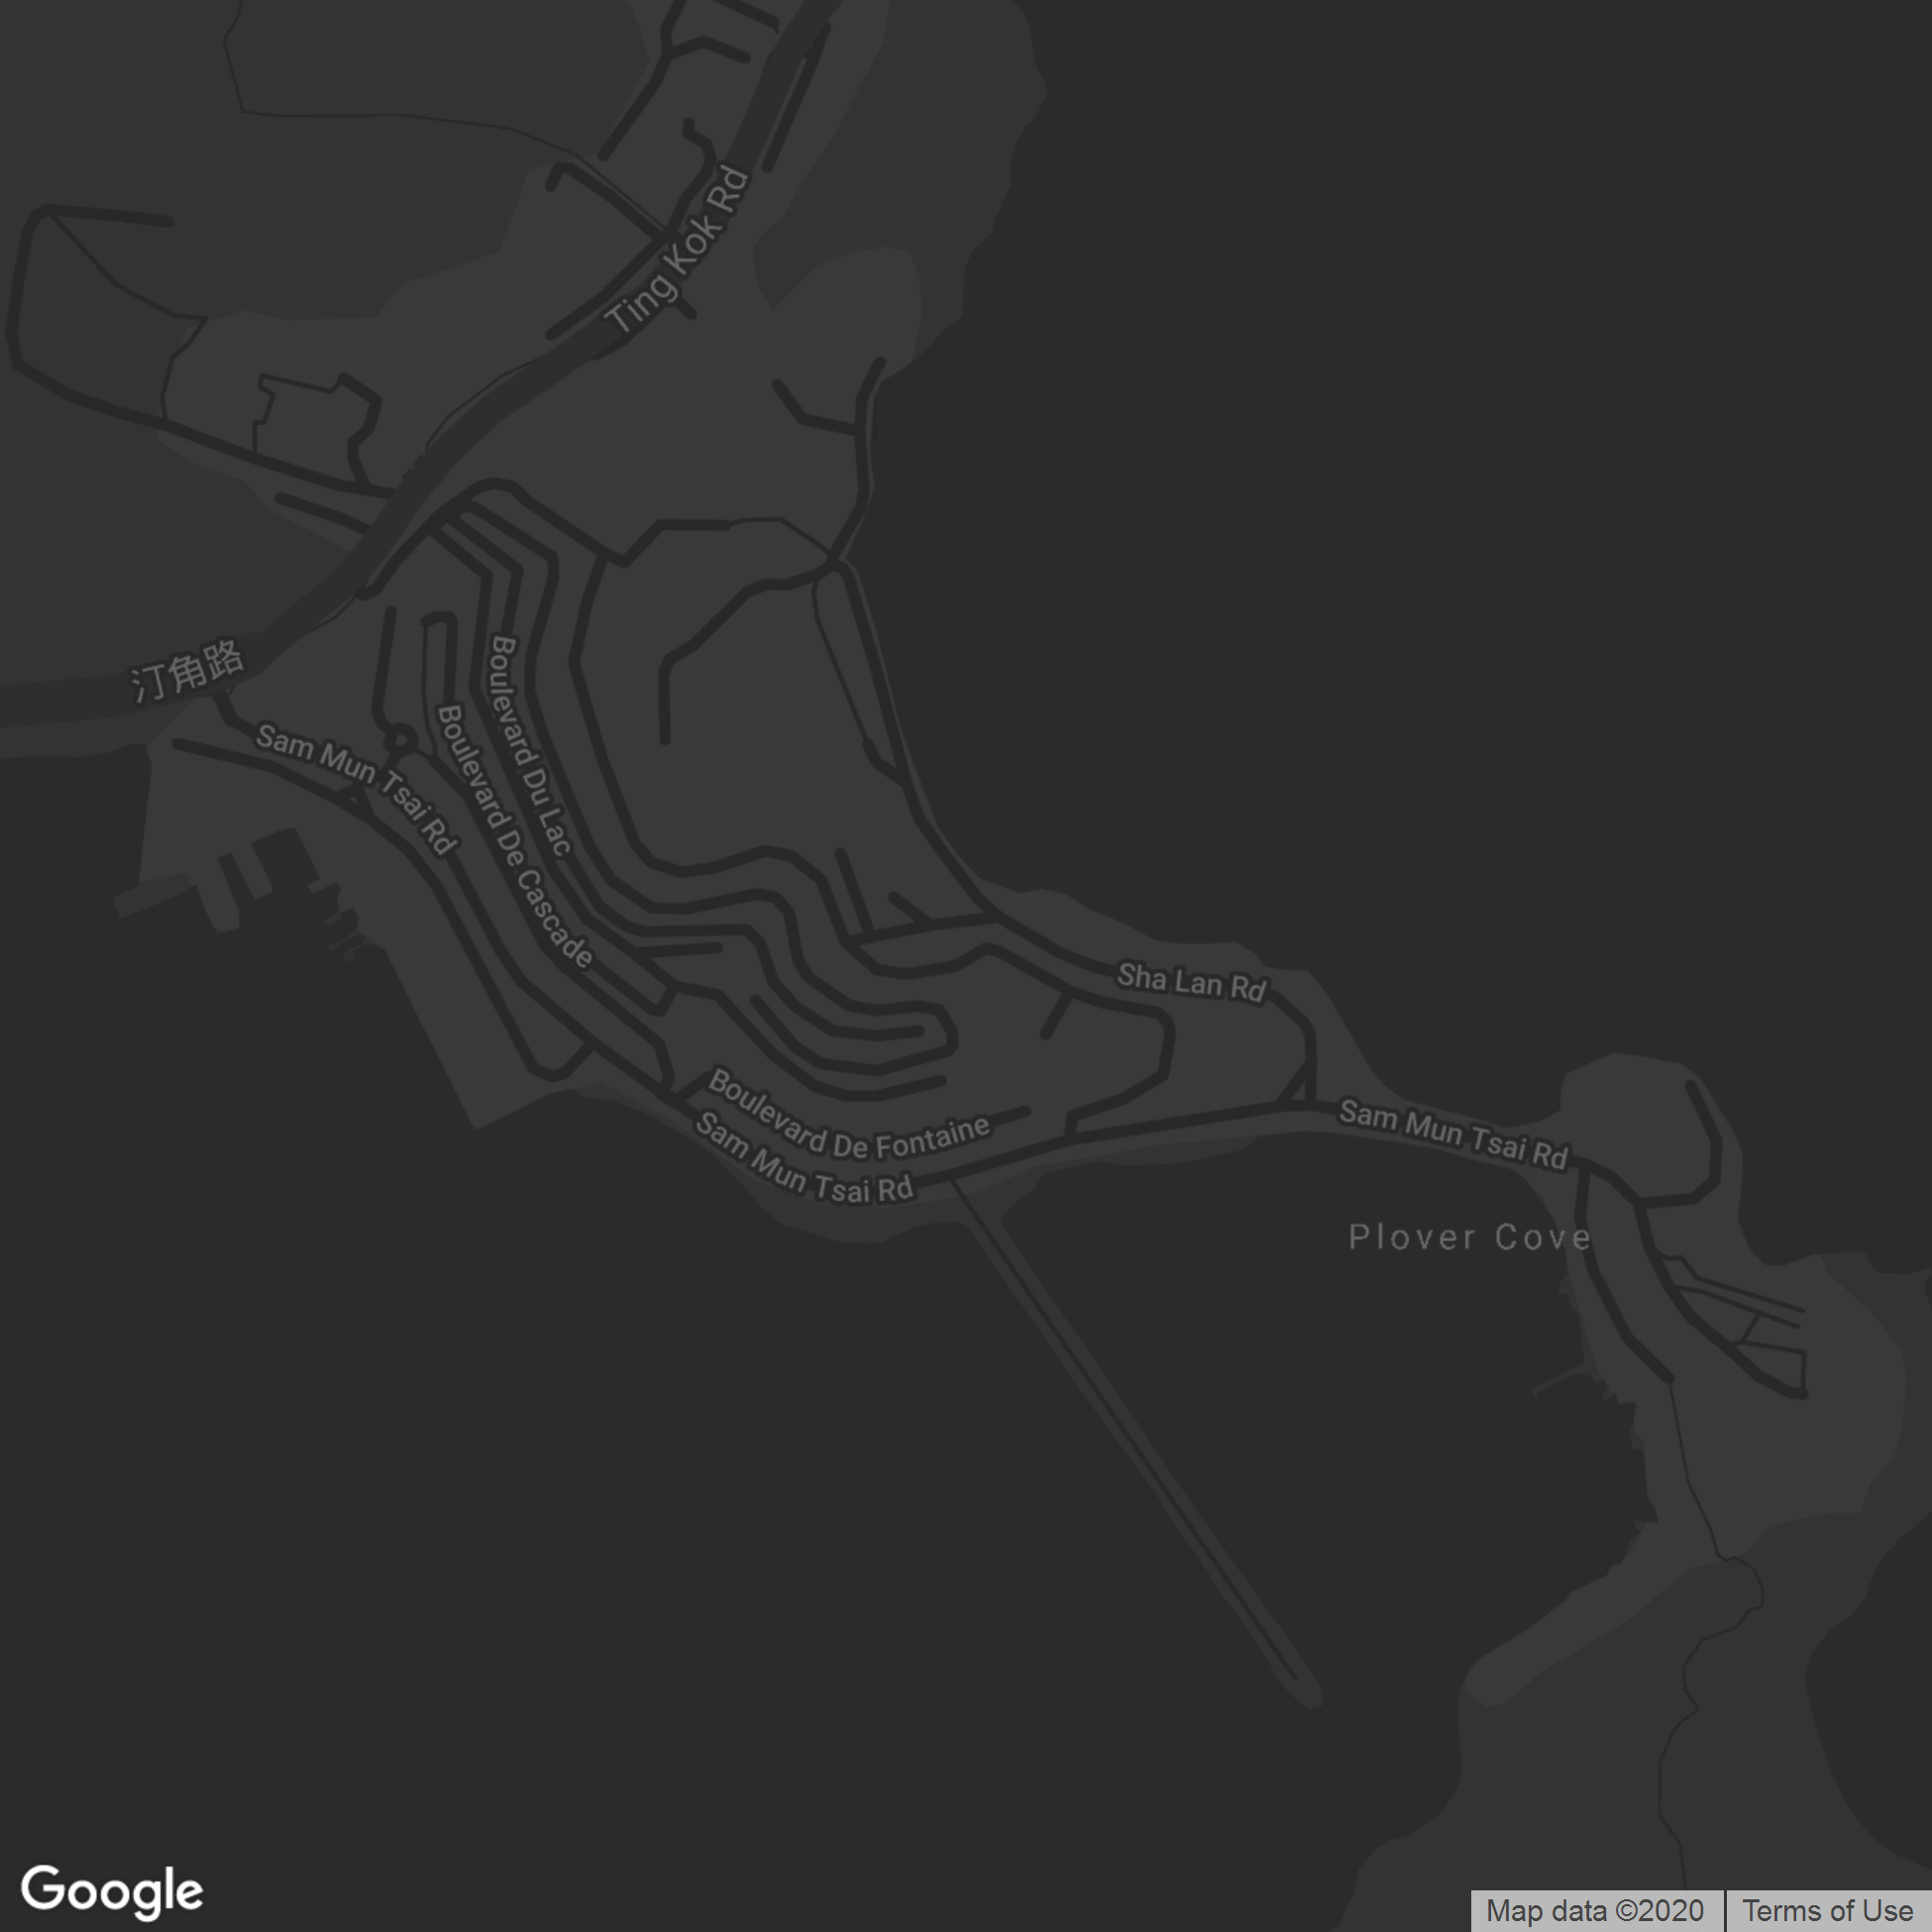 Ting Kok Rd
汀角路
Sam Mun Tsai Rd
Boulevard Du Lac
Boulevard De Cascade
Sha Lan Rd
Boulevard De Fontaine
Sam Mun Tsai Rd
Sam Mun Tsai Rd
Plover Cove
Google
Map data ©2020
Terms of Use